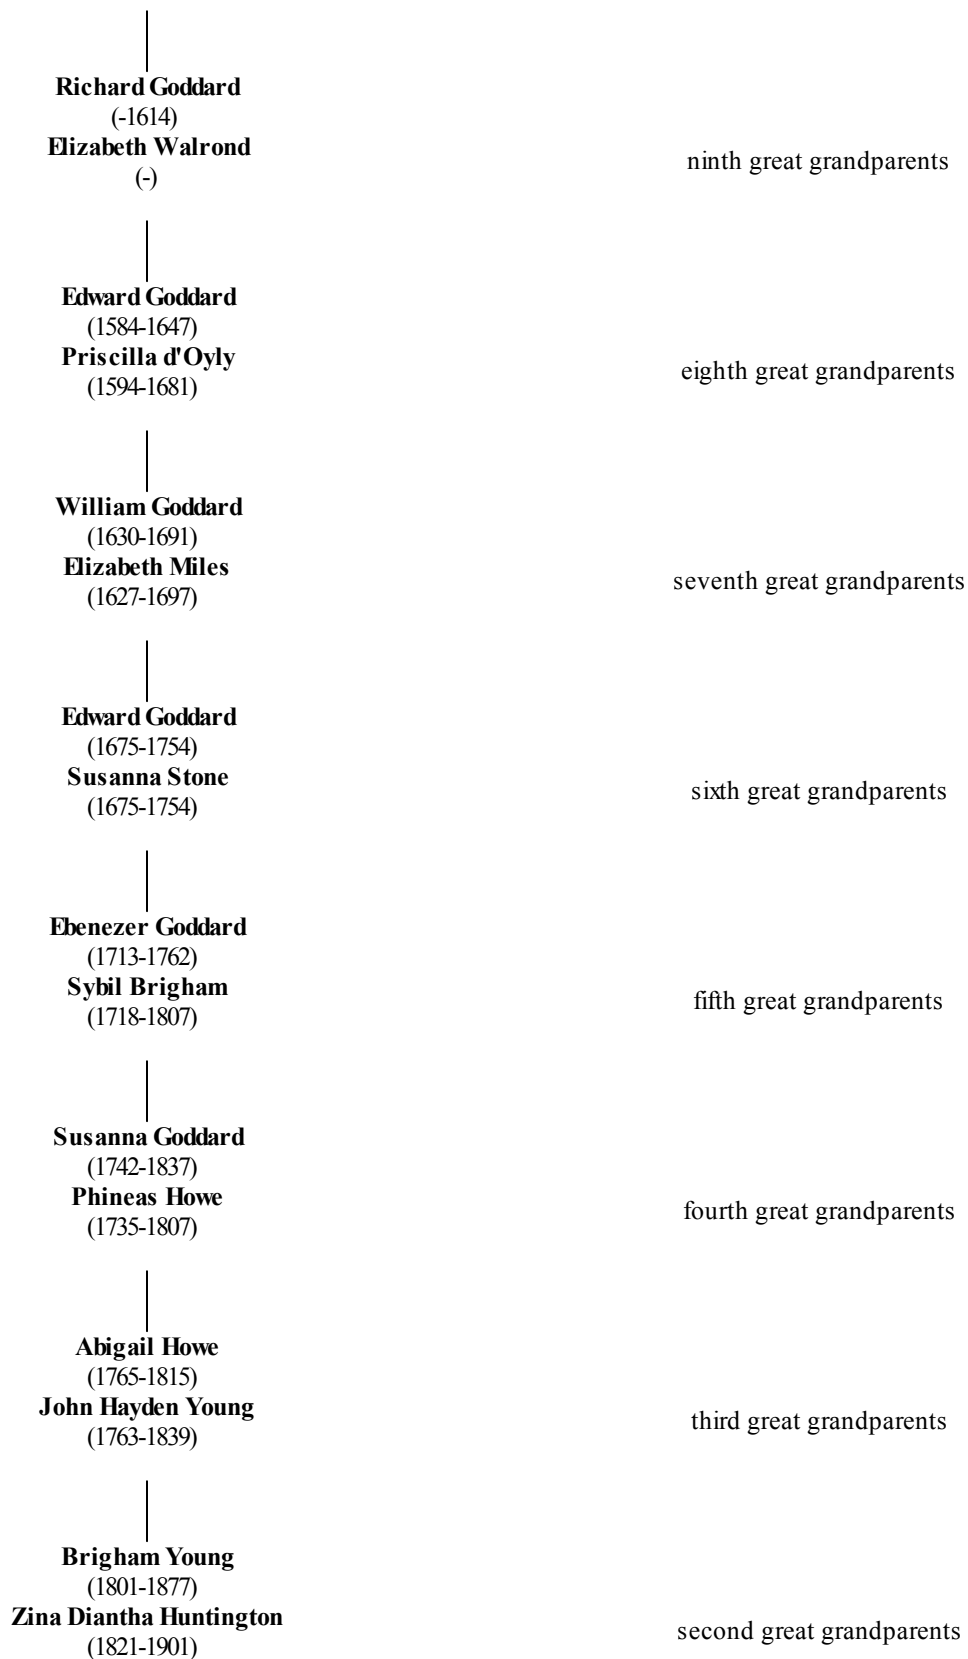 Richard Goddard
(-1614)
Elizabeth Walrond
(-)
ninth great grandparents
Edward Goddard
(1584-1647)
Priscilla d'Oyly
(1594-1681)
eighth great grandparents
William Goddard
(1630-1691)
Elizabeth Miles
(1627-1697)
seventh great grandparents
Edward Goddard
(1675-1754)
Susanna Stone
(1675-1754)
sixth great grandparents
Ebenezer Goddard
(1713-1762)
Sybil Brigham
(1718-1807)
fifth great grandparents
Susanna Goddard
(1742-1837)
Phineas Howe
(1735-1807)
fourth great grandparents
Abigail Howe
(1765-1815)
John Hayden Young
(1763-1839)
third great grandparents
Brigham Young
(1801-1877)
Zina Diantha Huntington
(1821-1901)
second great grandparents